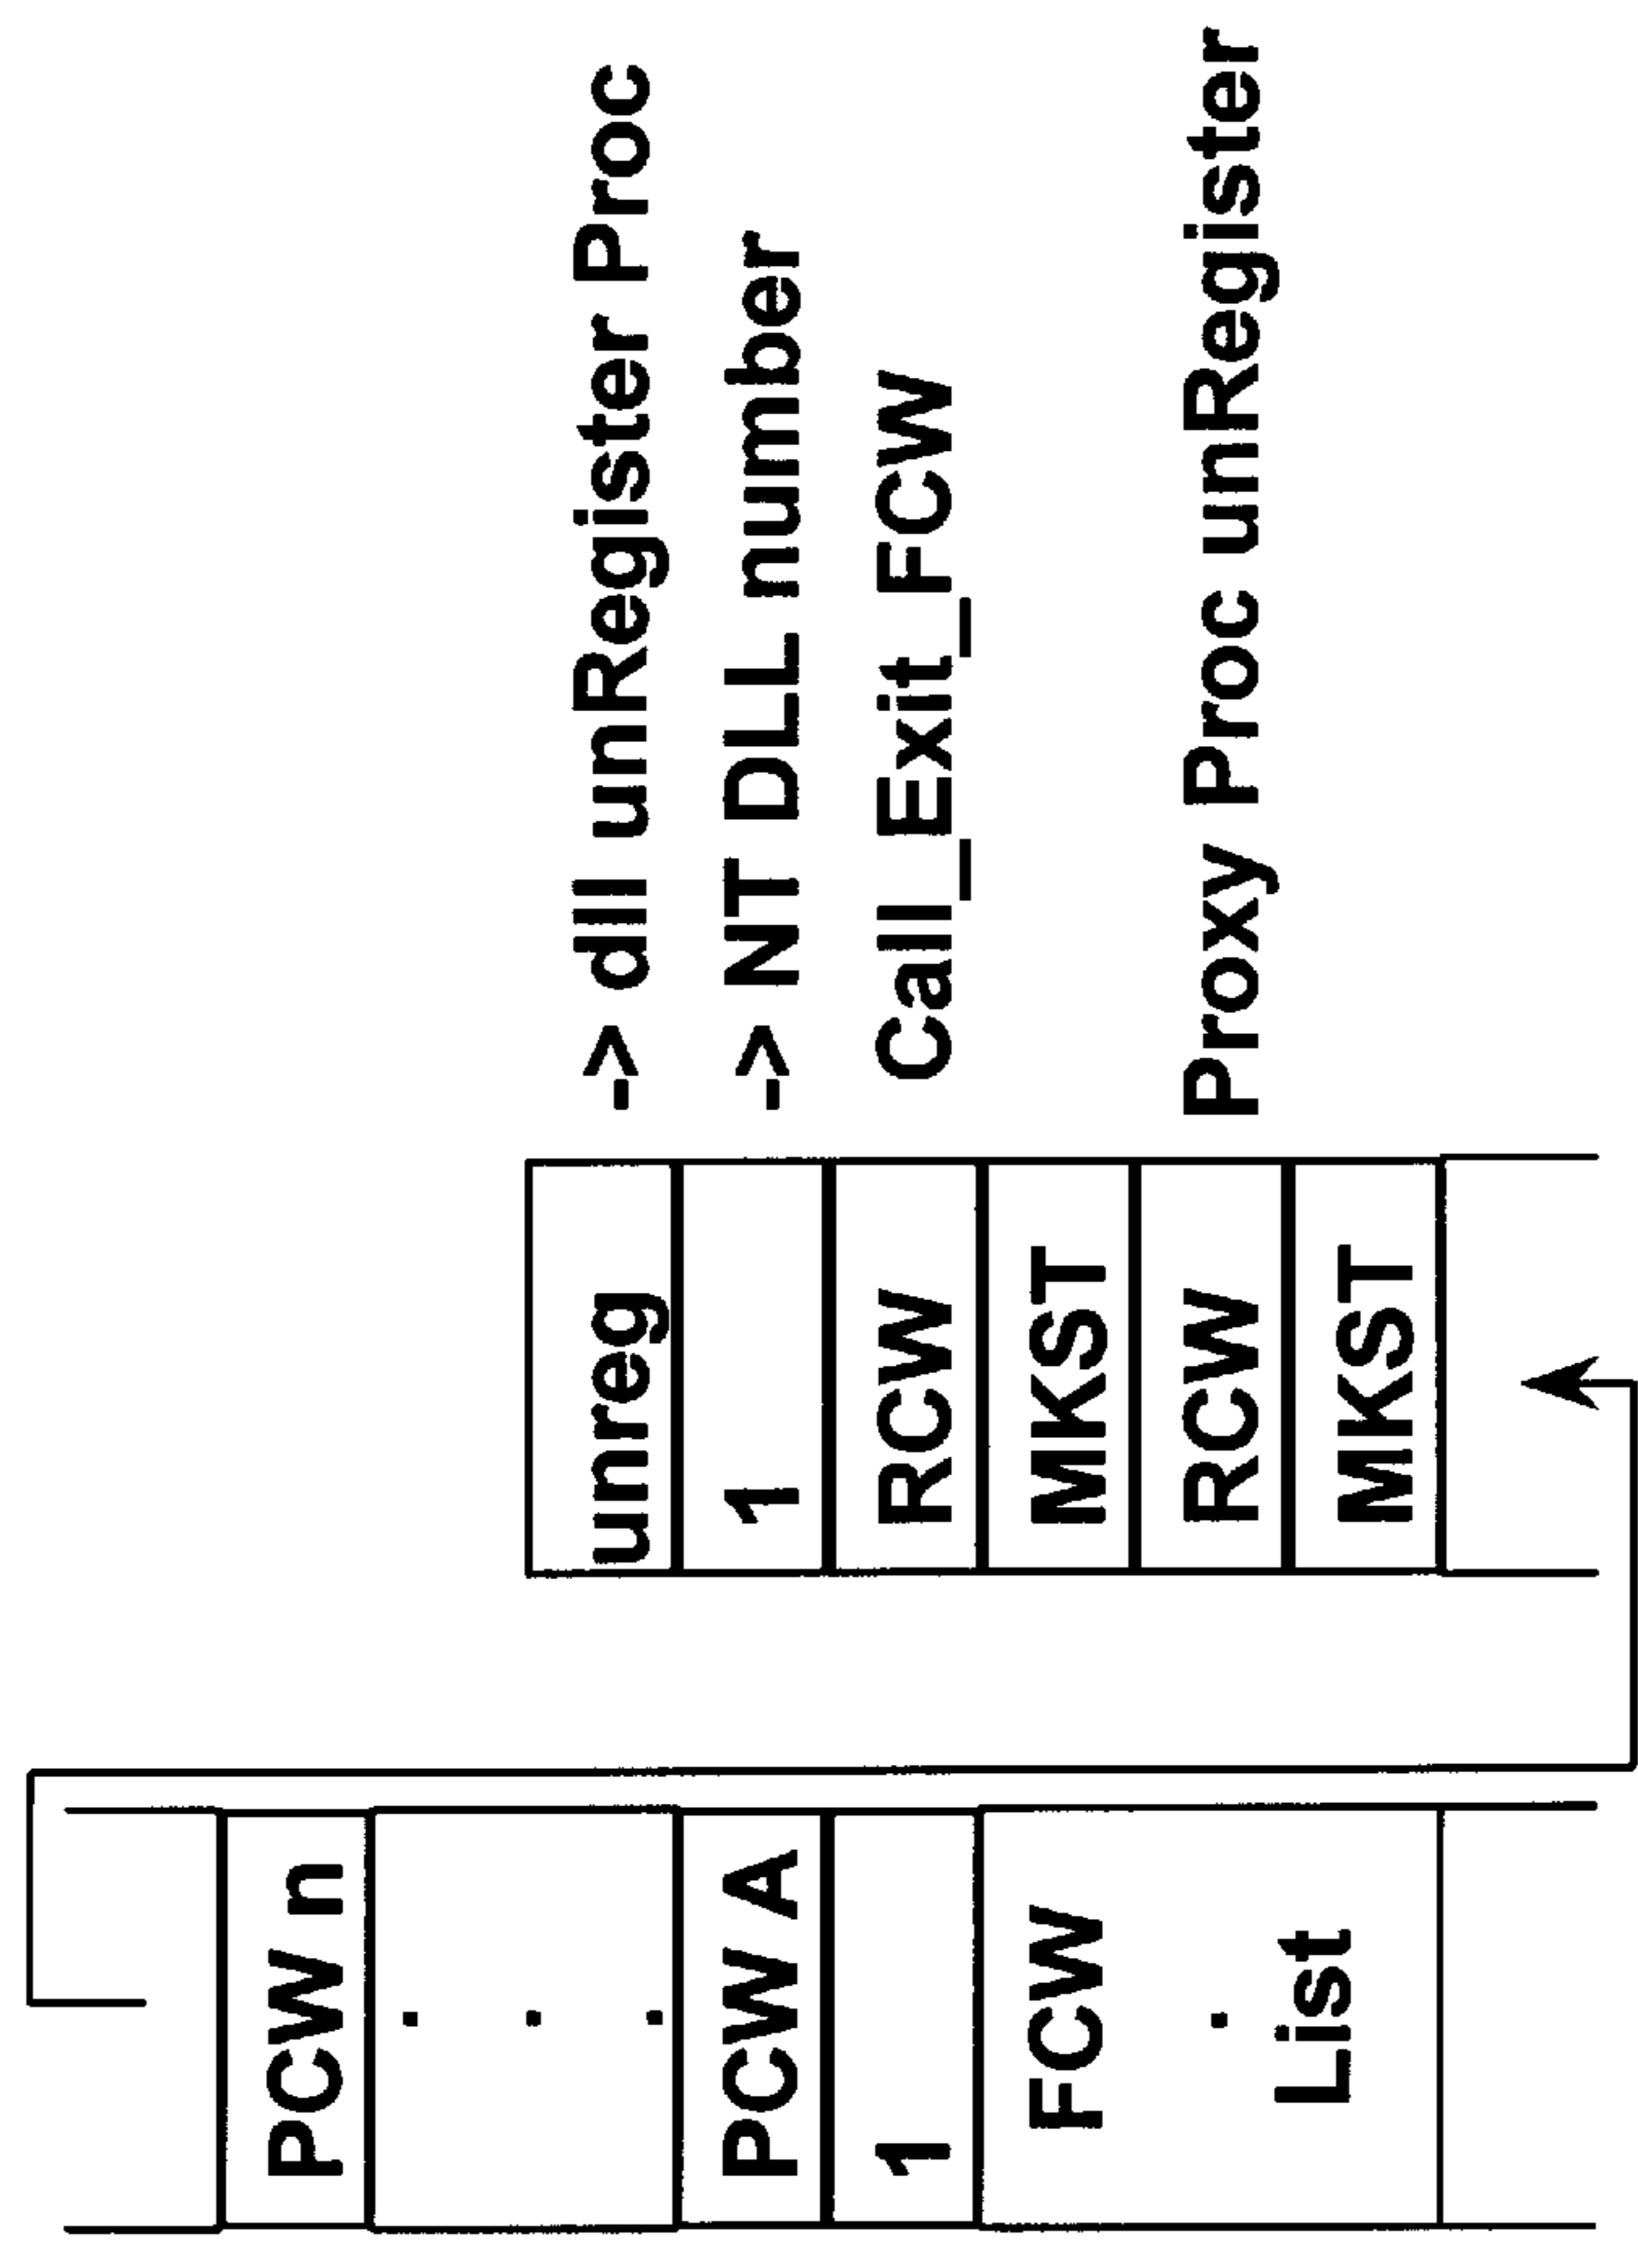 PCW n
.
.
.
PCW A
1
FCW
.
List
unreg -> dll unRegister Proc
1 -> NT DLL number
RCW Call_Exit_FCW
MKST
RCW Proxy Proc unRegister
MKST